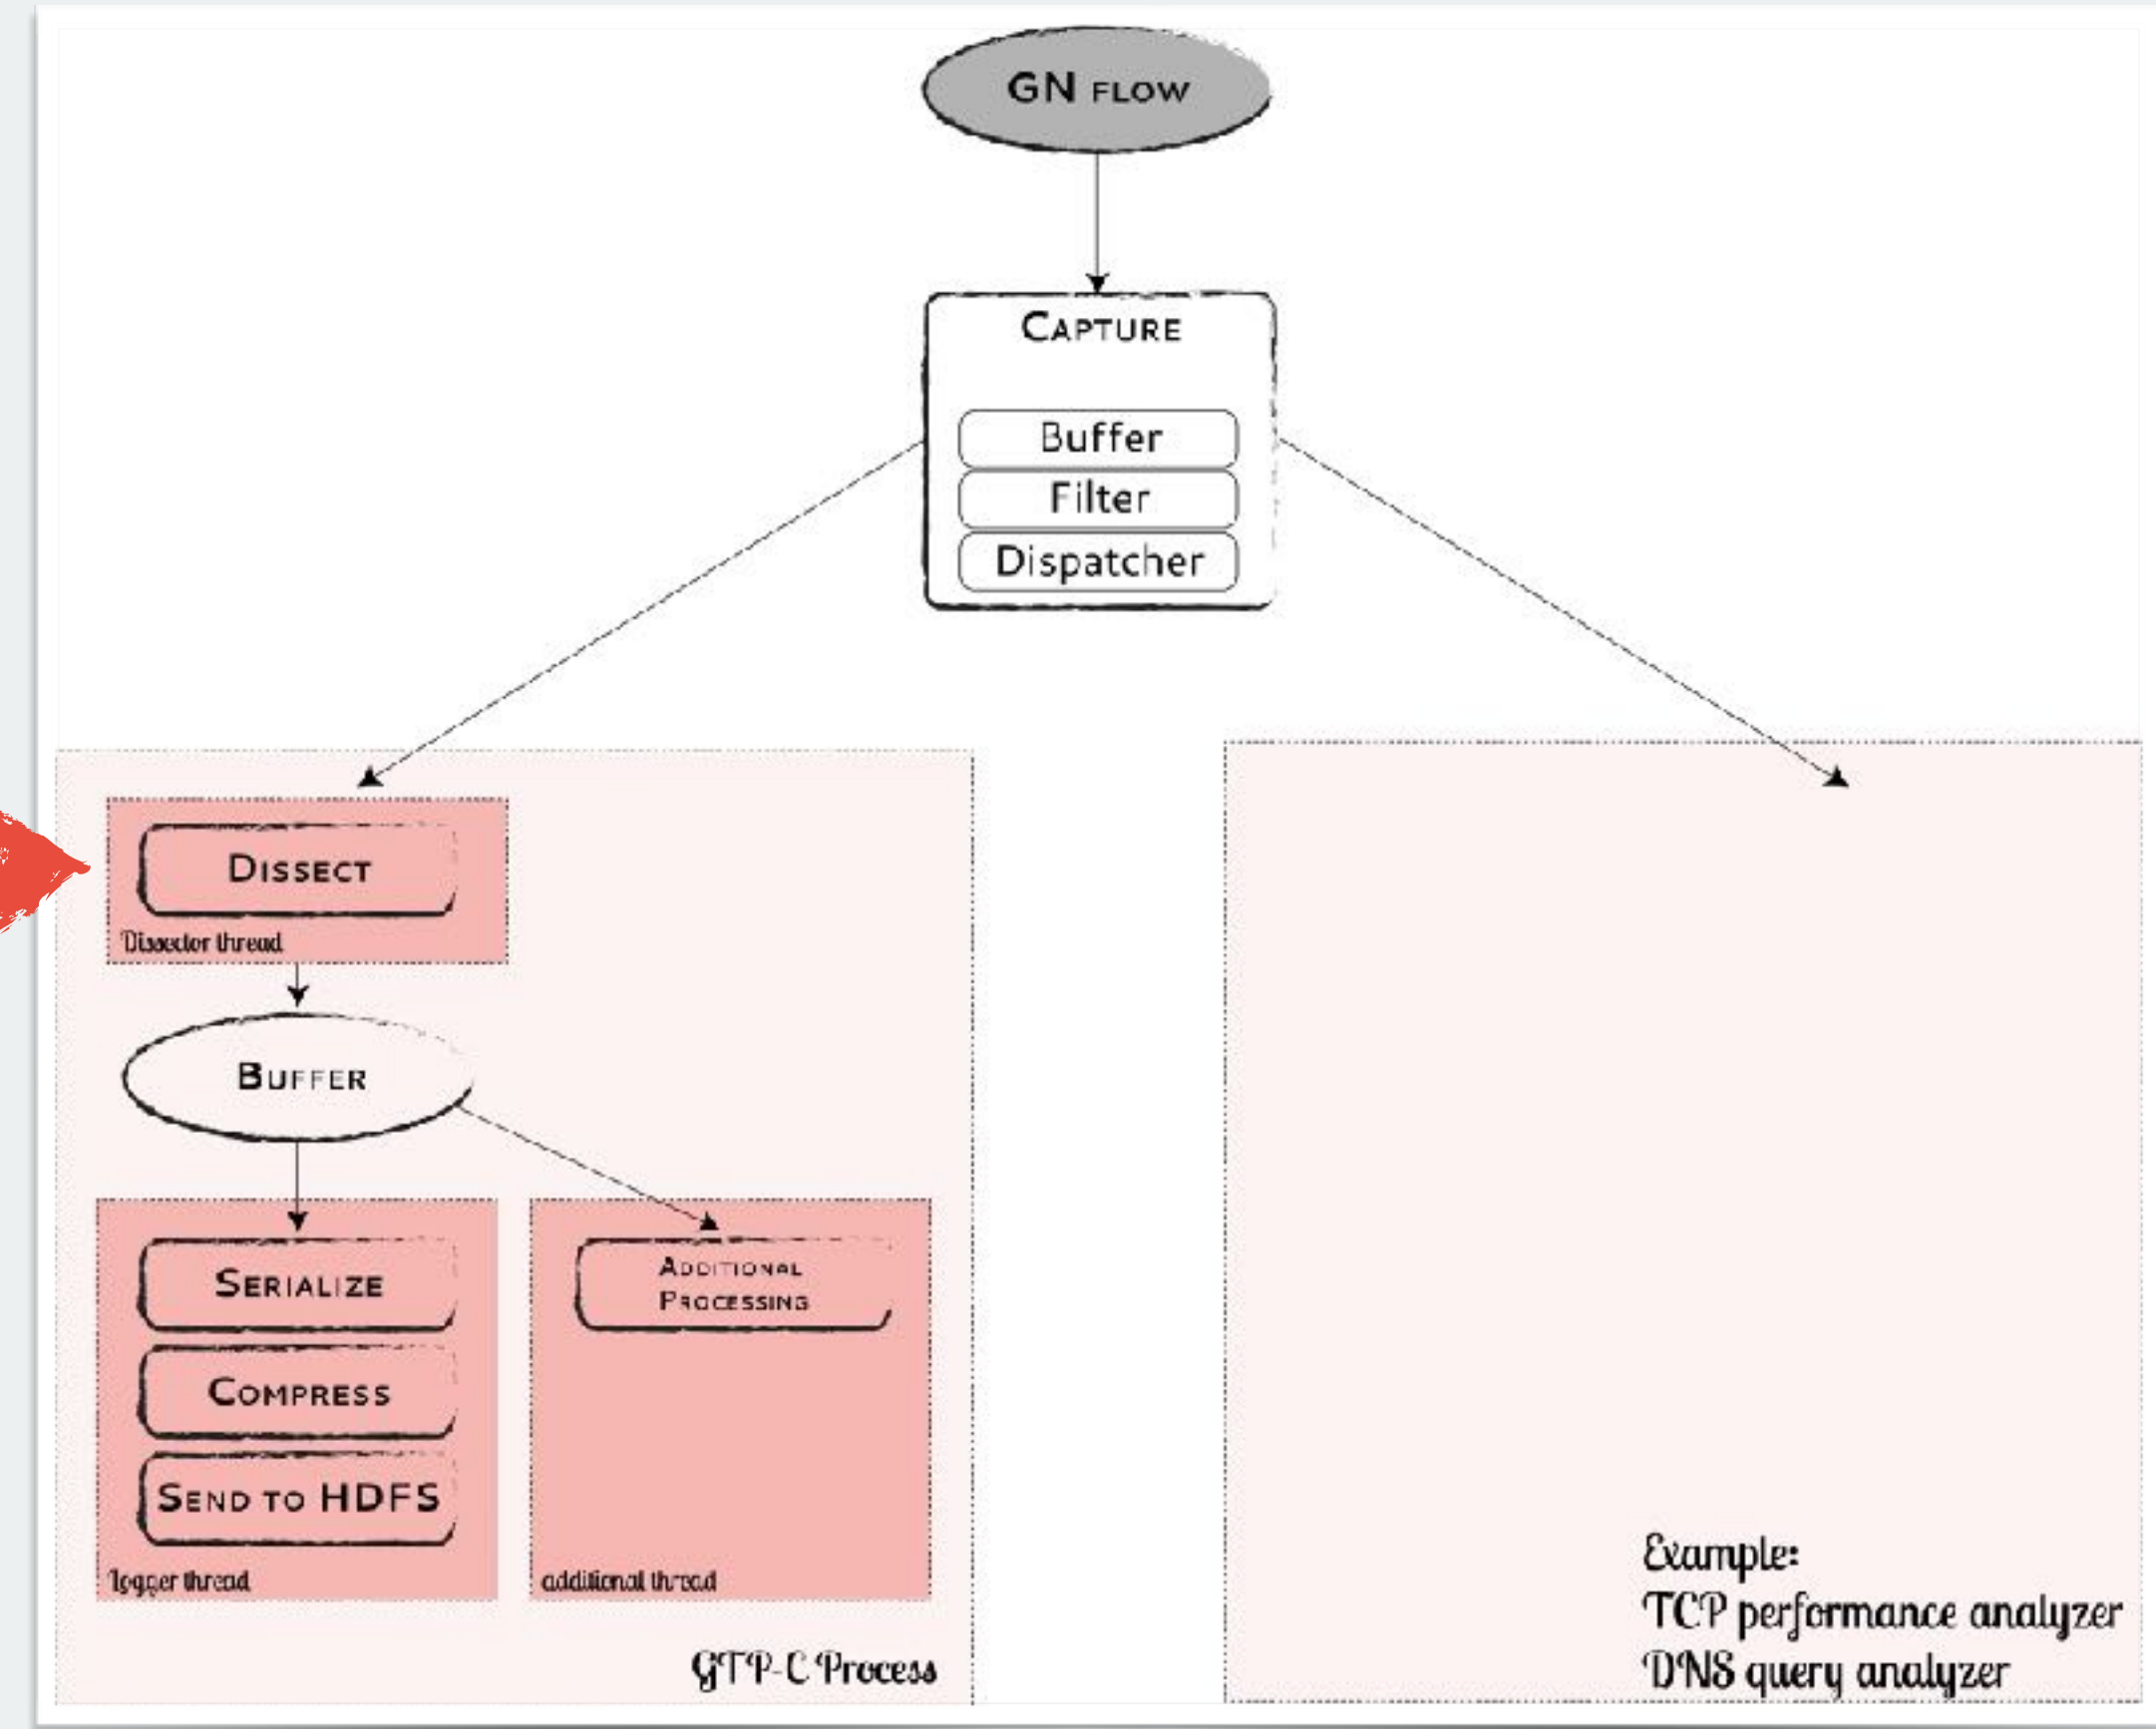 GN FLOW
CAPTURE
Buffer
Filter
Dispatcher
DISSECT
Dissector thread
BUFFER
SERIALIZE
COMPRESS
SEND TO HDFS
Logger thread
ADDITIONAL
PROCESSING
additional thread
GTP-C Process
Example:
TCP performance analyzer
DNS query analyzer